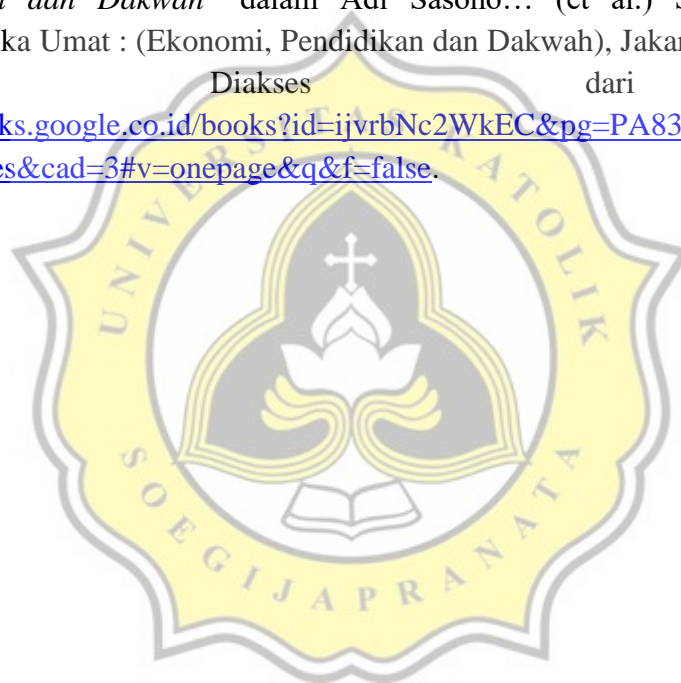 dan Dakwah" dalam Adi Sasono… (et al.) S
ka Umat : (Ekonomi, Pendidikan dan Dakwah), Jakar
Diakses dari
ks.google.co.id/books?id=ijvrbNc2WkEC&pg=PA83
es&cad=3#v=onepage&q&f=false.
UNIVERSITAS KATOLIK
SOEGIJAPRANATA